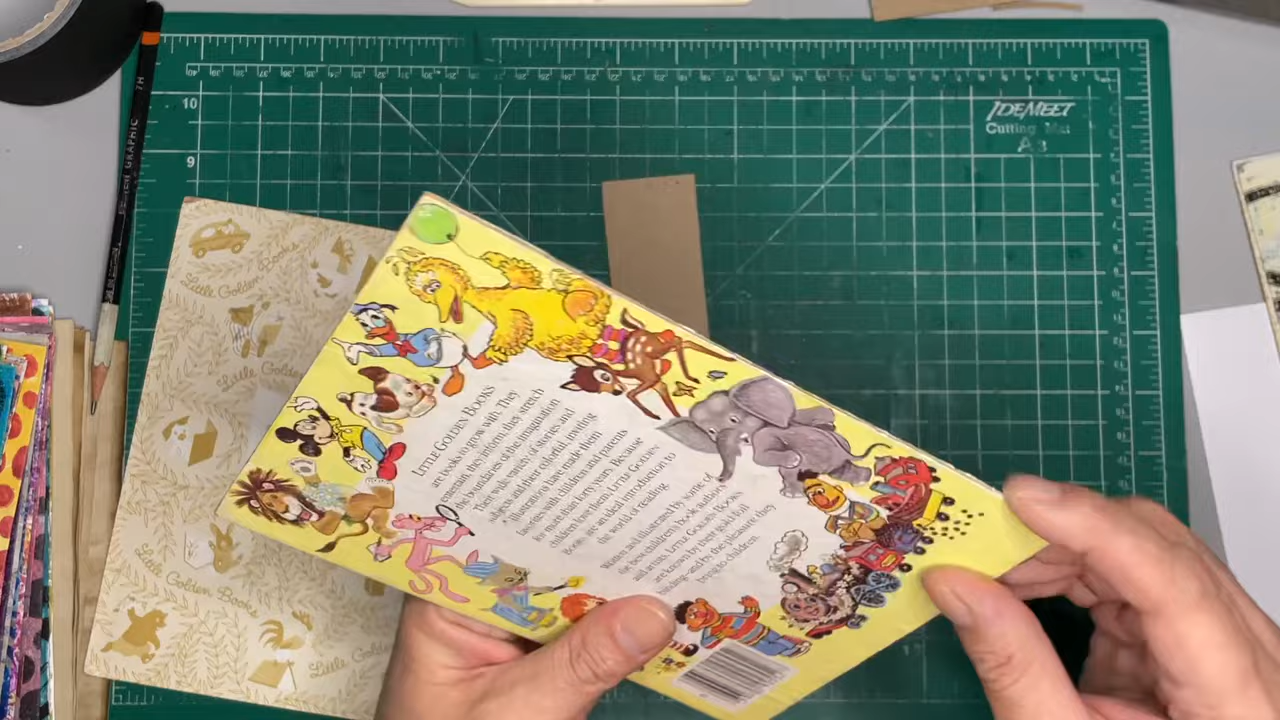 IDEMEET
Cutting Mat
A3
10
9
7H
Little Golden Books
Little Golden
Little Golden Books
Little Golden
LITTLE GOLDEN BOOKS
are books to grow with. They
entertain, they inform, they stretch
the boundaries of the imagination.
Their wide variety of stories and
subjects and their colorful, inviting
illustrations have made them
favorites with children and parents
for more than forty years. Because
children love them, LITTLE GOLDEN
BOOKS are an ideal introduction to
the world of reading.
Written and illustrated by some of
the best children's book authors
and artists, LITTLE GOLDEN BOOKS
are known by their gold foil
binding—and by the pleasure they
bring to children.